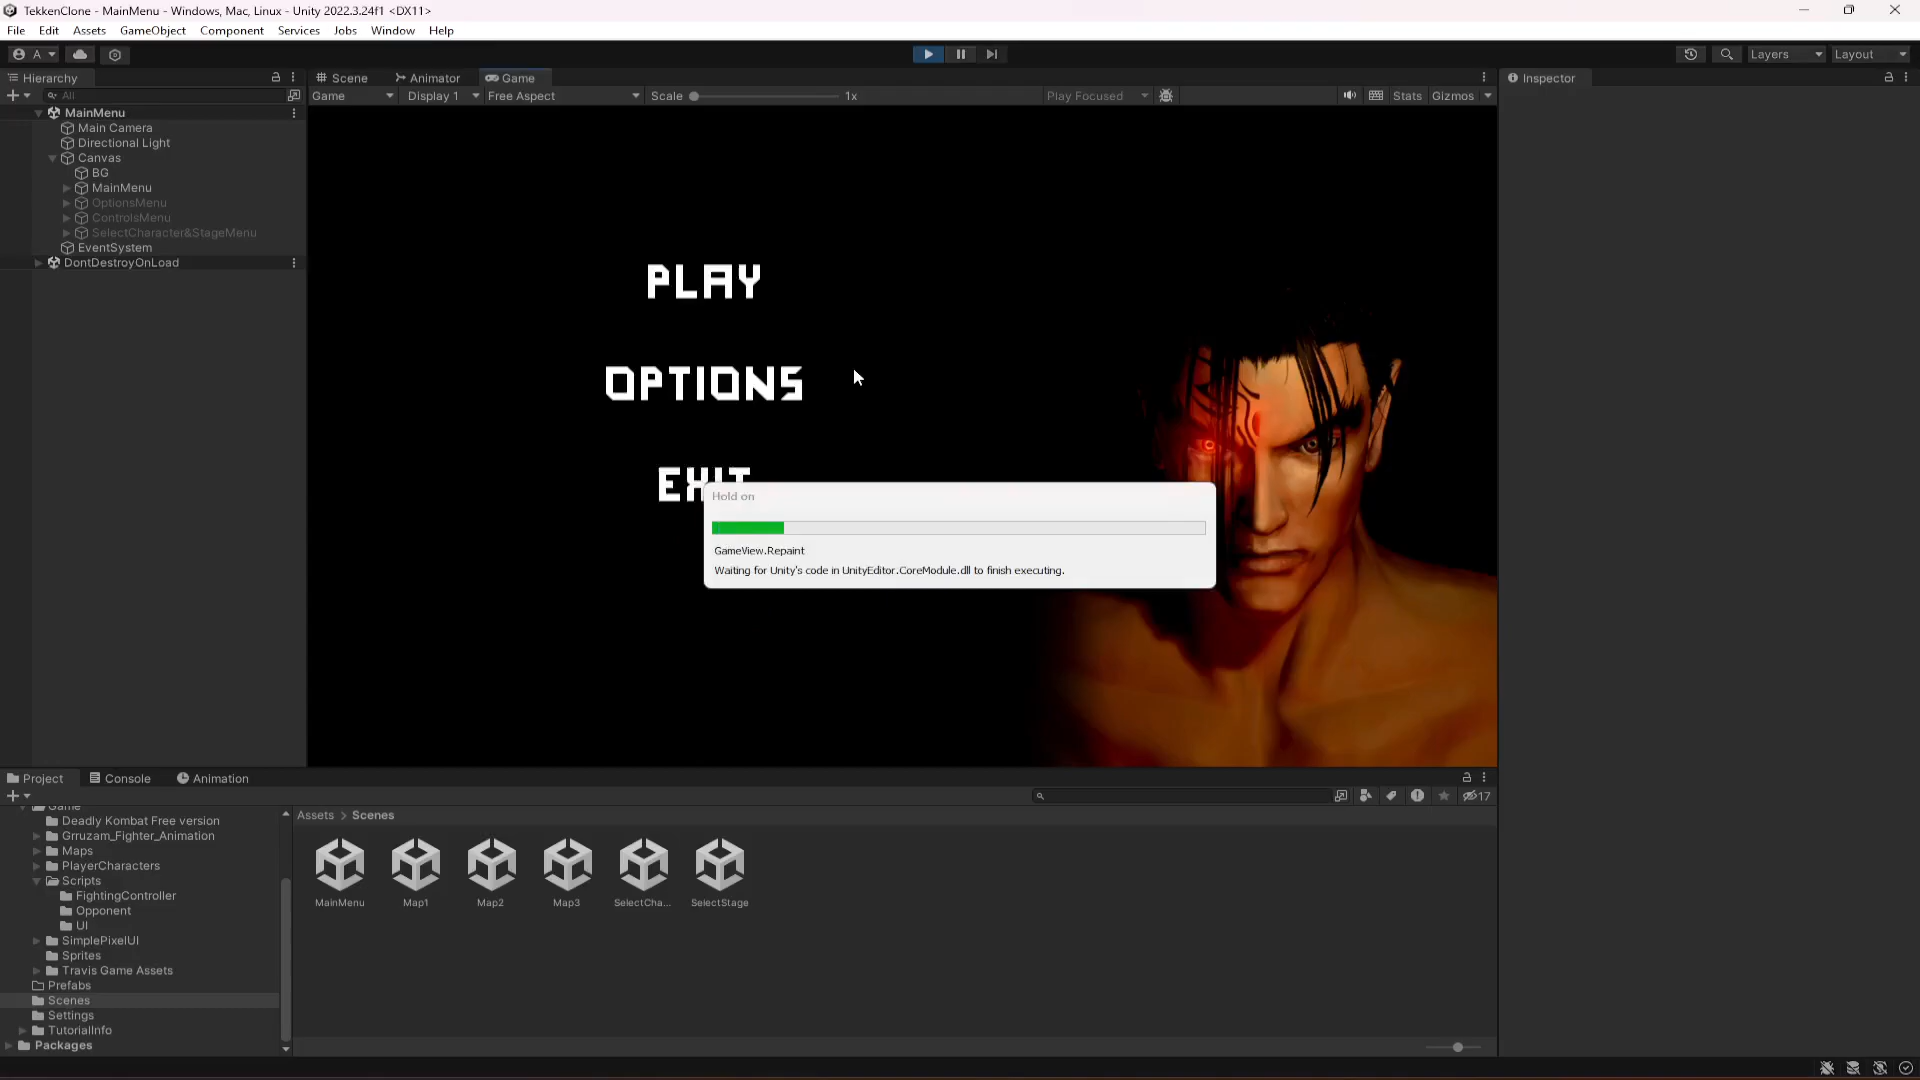 TekkenClone - MainMenu - Windows, Mac, Linux - Unity 2022.3.24f1 <DX11>
File Edit Assets GameObject Component Services Jobs Window Help
A
Layers
Layout
Hierarchy
All
MainMenu
Main Camera
Directional Light
Canvas
BG
MainMenu
OptionsMenu
ControlsMenu
SelectCharacter&StageMenu
EventSystem
DontDestroyOnLoad
Scene
Animator
Game
Game
Display 1
Free Aspect
Scale
1x
Play Focused
Stats
Gizmos
Inspector
PLAY
OPTIONS
EXIT
Hold on
GameView.Repaint
Waiting for Unity's code in UnityEditor.CoreModule.dll to finish executing.
Project
Console
Animation
17
Game
Deadly Kombat Free version
Grruzam_Fighter_Animation
Maps
PlayerCharacters
Scripts
FightingController
Opponent
UI
SimplePixelUI
Sprites
Travis Game Assets
Prefabs
Scenes
Settings
TutorialInfo
Packages
Assets > Scenes
MainMenu
Map1
Map2
Map3
SelectCha...
SelectStage